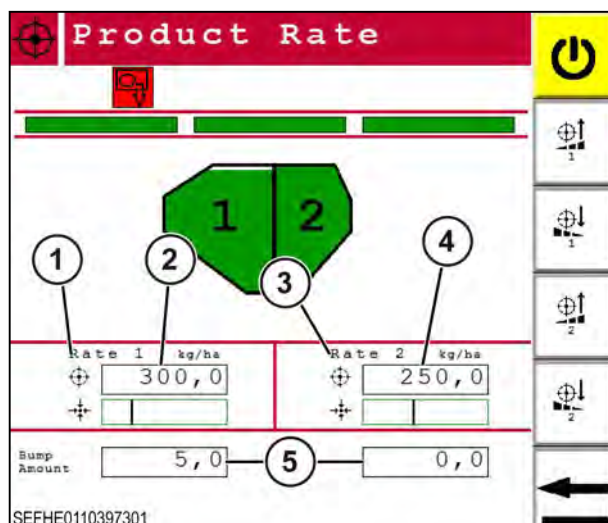 Product Rate
1
1
2
1
1
2
4
3
2
Rate 1 kg/ha
Rate 2 kg/ha
300,0
250,0
2
Bump
Amount
5,0
5
0,0
SEFHE0110397301